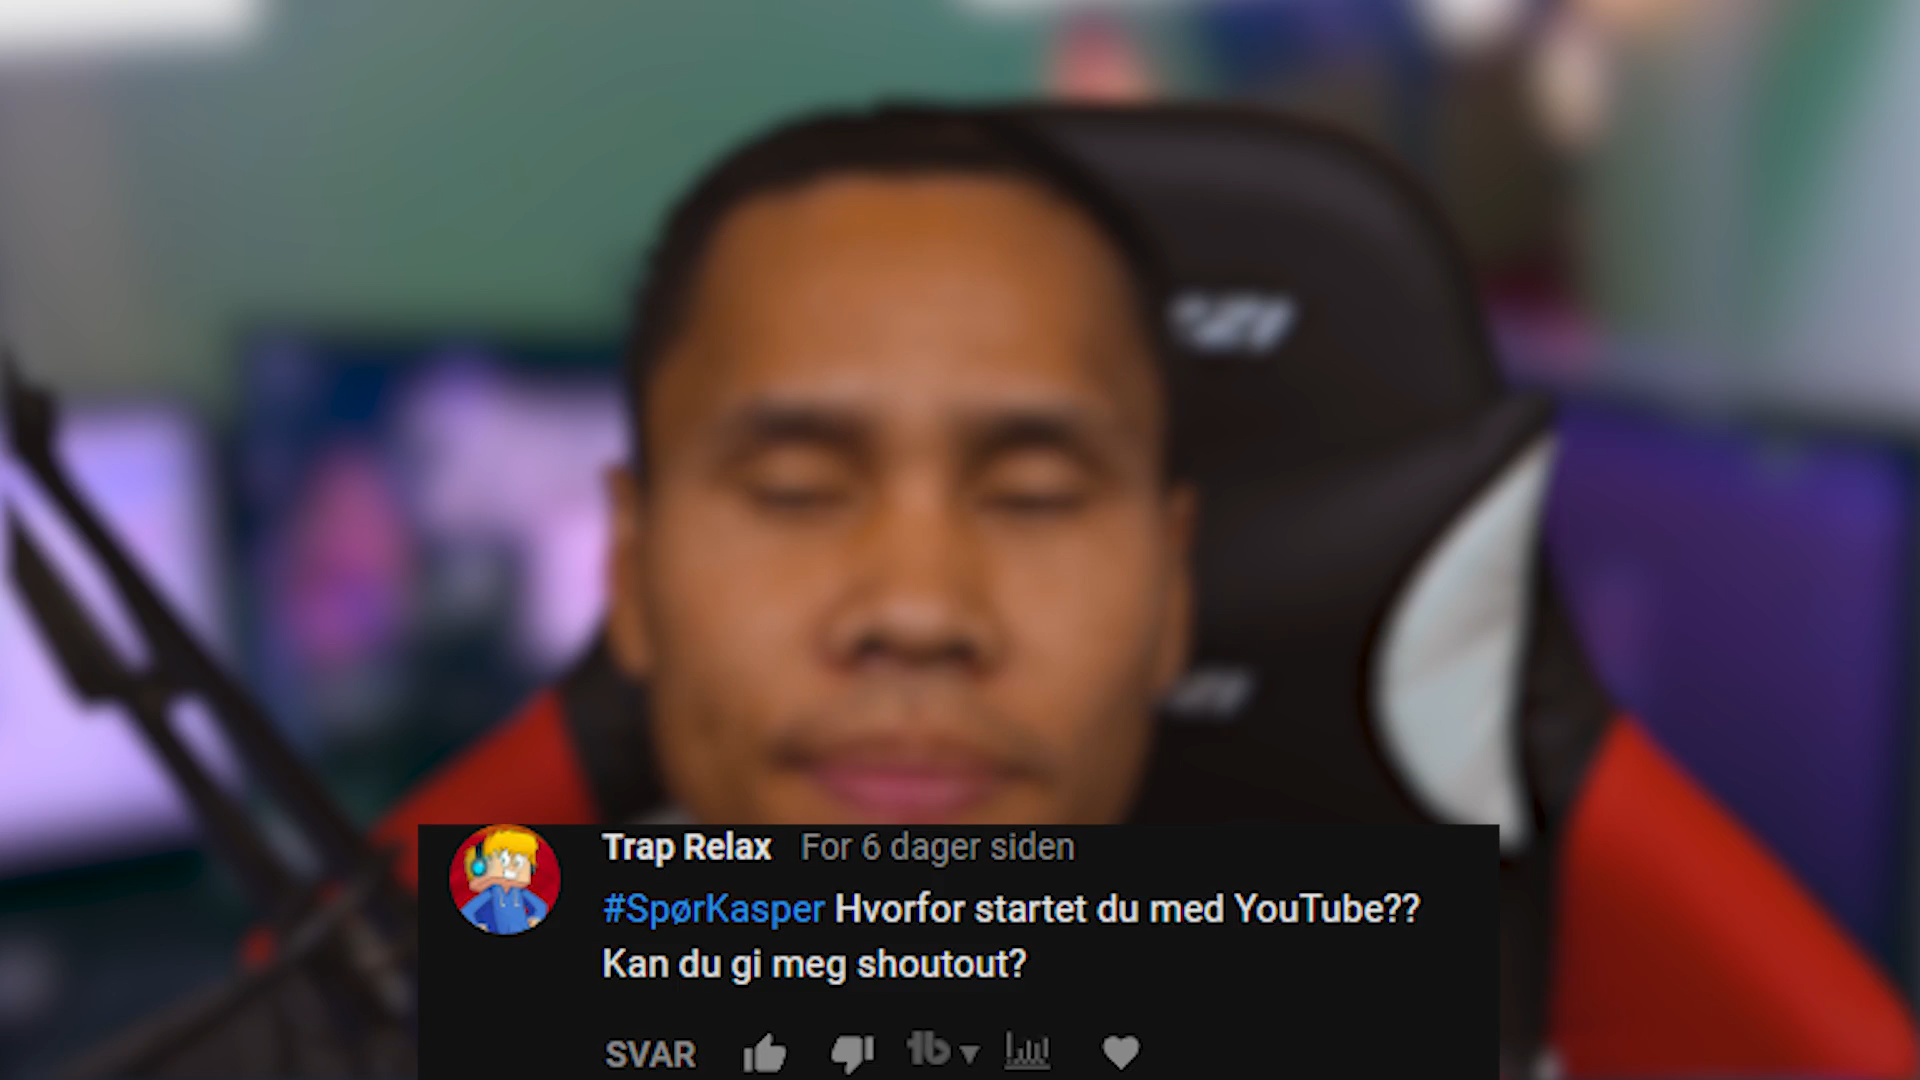 Trap Relax For 6 dager siden
#SpørKasper Hvorfor startet du med YouTube??
Kan du gi meg shoutout?
SVAR